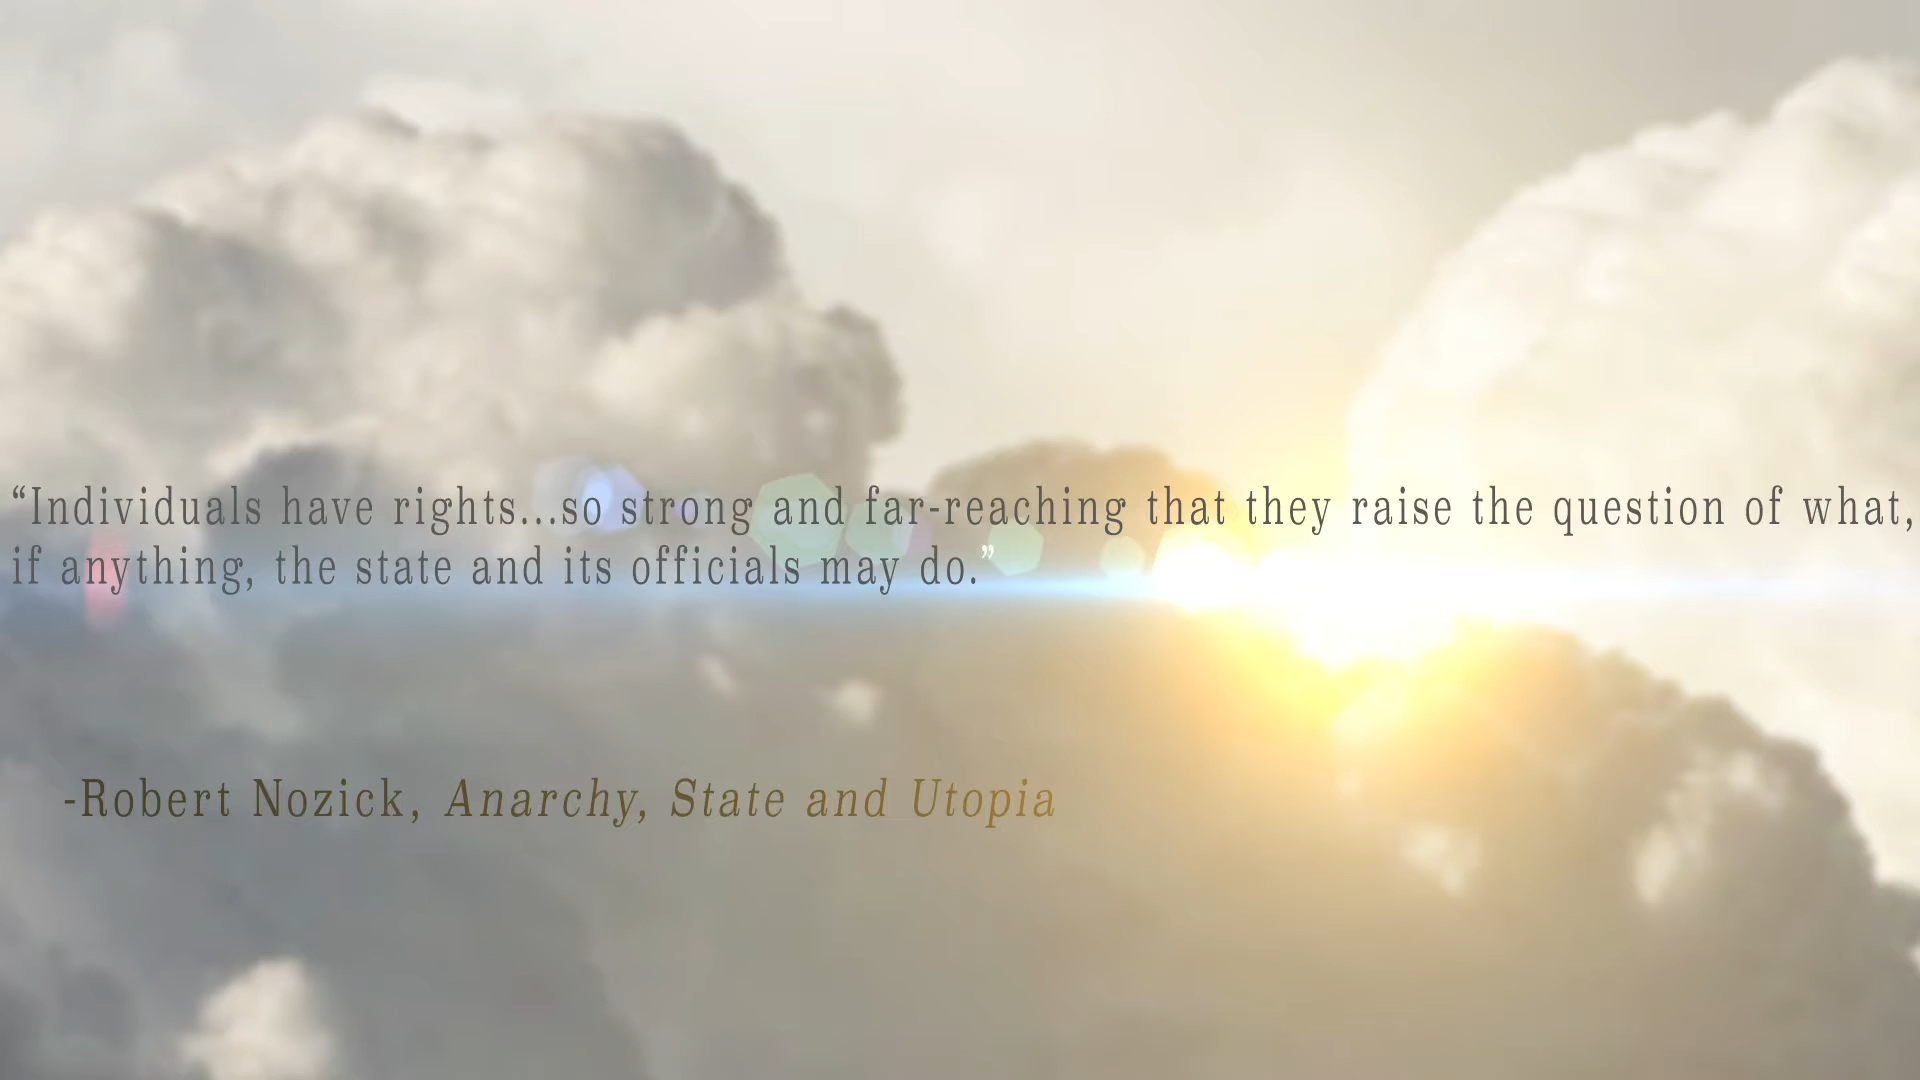 “Individuals have rights...so strong and far-reaching that they raise the question of what,
if anything, the state and its officials may do.”
-Robert Nozick, Anarchy, State and Utopia